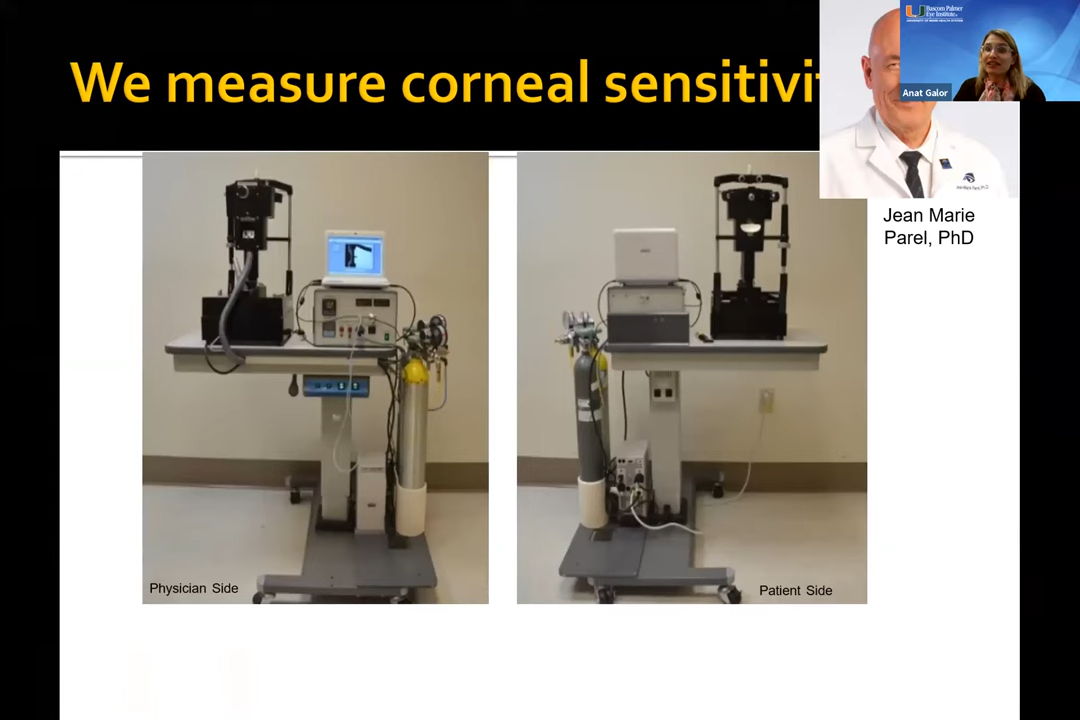 We measure corneal sensitivi
Bascom Palmer
Eye Institute
UNIVERSITY OF MIAMI HEALTH SYSTEM
Anat Galor
Jean Marie
Parel, PhD
Physician Side
Patient Side